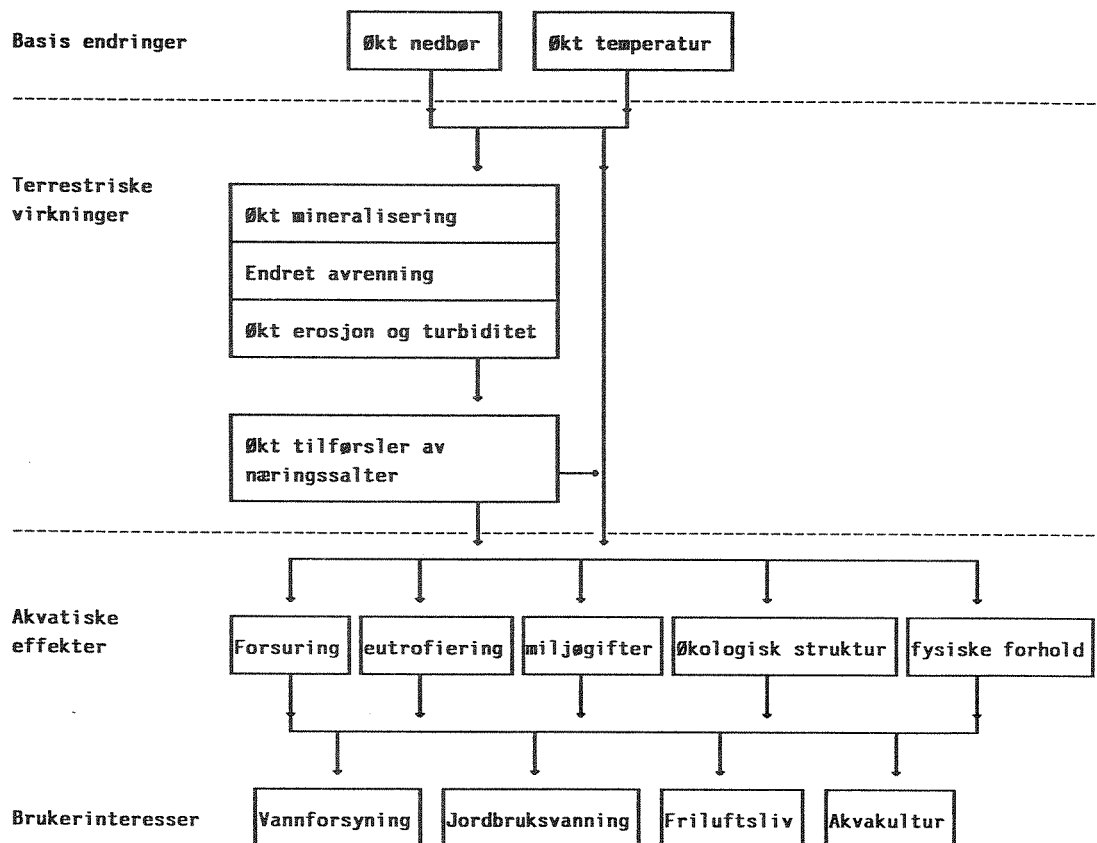 Basis endringer
Økt nedbør
Økt temperatur
Terrestriske
virkninger
Økt mineralisering
Endret avrenning
Økt erosjon og turbiditet
Økt tilførsler av
næringssalter
Akvatiske
effekter
Forsuring
eutrofiering
miljøgifter
Økologisk struktur
fysiske forhold
Brukerinteresser
Vannforsyning
Jordbruksvanning
Friluftsliv
Akvakultur